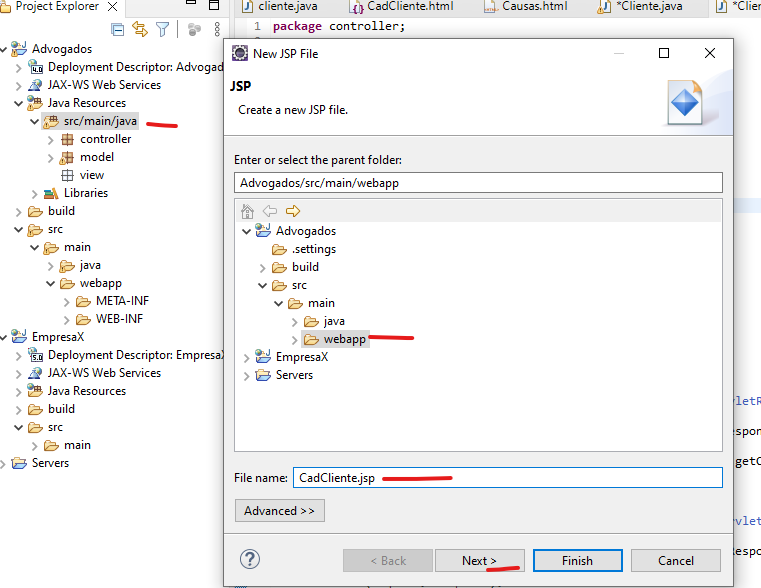 Project Explorer
cliente.java
CadCliente.html
Causas.html
*Cliente.java
*Clien
1 package controller;
Advogados
Deployment Descriptor: Advogad
JAX-WS Web Services
Java Resources
src/main/java
controller
model
view
Libraries
build
src
main
java
webapp
META-INF
WEB-INF
EmpresaX
Deployment Descriptor: EmpresaX
JAX-WS Web Services
Java Resources
build
src
main
Servers
New JSP File
JSP
Create a new JSP file.
Enter or select the parent folder:
Advogados/src/main/webapp
Advogados
.settings
build
src
main
java
webapp
EmpresaX
Servers
File name: CadCliente.jsp
Advanced >>
< Back
Next >
Finish
Cancel
vletR
espon
getC
vlet
Respo